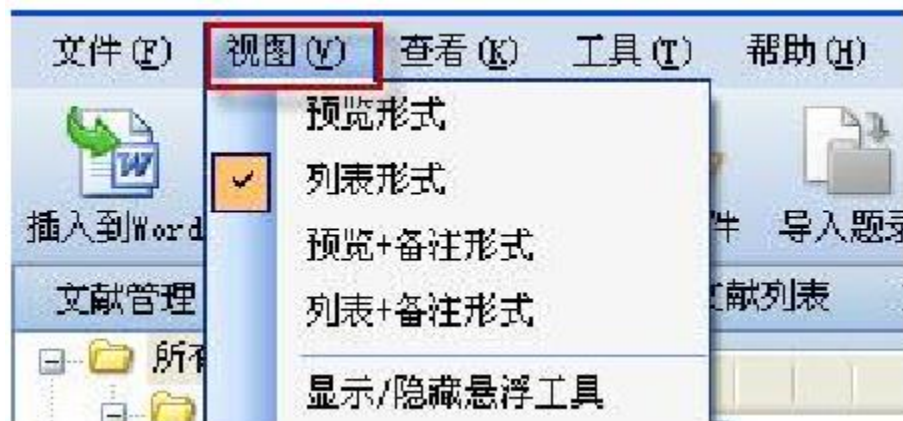 文件(F) 视图(V) 查看(K) 工具(T) 帮助(H)
预览形式
列表形式
插入到Word 件 导入题录
预览+备注形式
文献管理 文献列表
列表+备注形式
所有
显示/隐藏悬浮工具